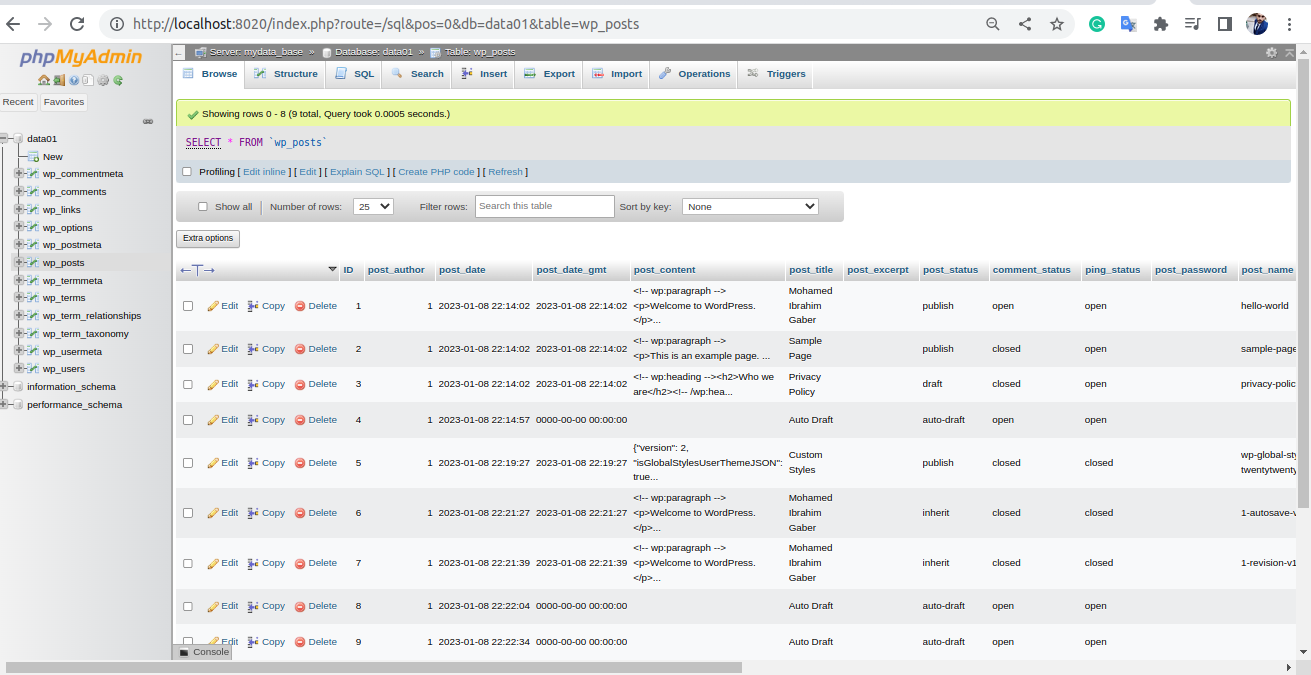 http://localhost:8020/index.php?route=/sql&pos=0&db=data01&table=wp_posts
phpMyAdmin
Recent Favorites
data01
New
wp_commentmeta
wp_comments
wp_links
wp_options
wp_postmeta
wp_posts
wp_termmeta
wp_terms
wp_term_relationships
wp_term_taxonomy
wp_usermeta
wp_users
information_schema
performance_schema
Server: mydata_base » Database: data01 » Table: wp_posts
Browse Structure SQL Search Insert Export Import Operations Triggers
Showing rows 0 - 8 (9 total, Query took 0.0005 seconds.)
SELECT * FROM `wp_posts`
Profiling [ Edit inline ] [ Edit ] [ Explain SQL ] [ Create PHP code ] [ Refresh ]
Show all Number of rows: 25 Filter rows: Search this table Sort by key: None
Extra options
←T→ ID post_author post_date post_date_gmt post_content post_title post_excerpt post_status comment_status ping_status post_password post_name
<!-- wp:paragraph --> Mohamed
Edit Copy Delete 1 1 2023-01-08 22:14:02 2023-01-08 22:14:02 <p>Welcome to WordPress. Ibrahim publish open open hello-world
</p>... Gaber
<!-- wp:paragraph --> Sample
Edit Copy Delete 2 1 2023-01-08 22:14:02 2023-01-08 22:14:02 <p>This is an example page. ... Page publish closed open sample-page
<!-- wp:heading --><h2>Who we Privacy
Edit Copy Delete 3 1 2023-01-08 22:14:02 2023-01-08 22:14:02 are</h2><!-- /wp:hea... Policy draft closed open privacy-polic
Edit Copy Delete 4 1 2023-01-08 22:14:57 0000-00-00 00:00:00 Auto Draft auto-draft open open
{"version": 2, Custom wp-global-sty
Edit Copy Delete 5 1 2023-01-08 22:19:27 2023-01-08 22:19:27 "isGlobalStylesUserThemeJSON": Styles publish closed closed twentytwenty
true...
<!-- wp:paragraph --> Mohamed
Edit Copy Delete 6 1 2023-01-08 22:21:27 2023-01-08 22:21:27 <p>Welcome to WordPress. Ibrahim inherit closed closed 1-autosave-v
</p>... Gaber
<!-- wp:paragraph --> Mohamed
Edit Copy Delete 7 1 2023-01-08 22:21:39 2023-01-08 22:21:39 <p>Welcome to WordPress. Ibrahim inherit closed closed 1-revision-v1
</p>... Gaber
Edit Copy Delete 8 1 2023-01-08 22:22:04 0000-00-00 00:00:00 Auto Draft auto-draft open open
Edit Copy Delete 9 1 2023-01-08 22:22:34 0000-00-00 00:00:00 Auto Draft auto-draft open open
Console